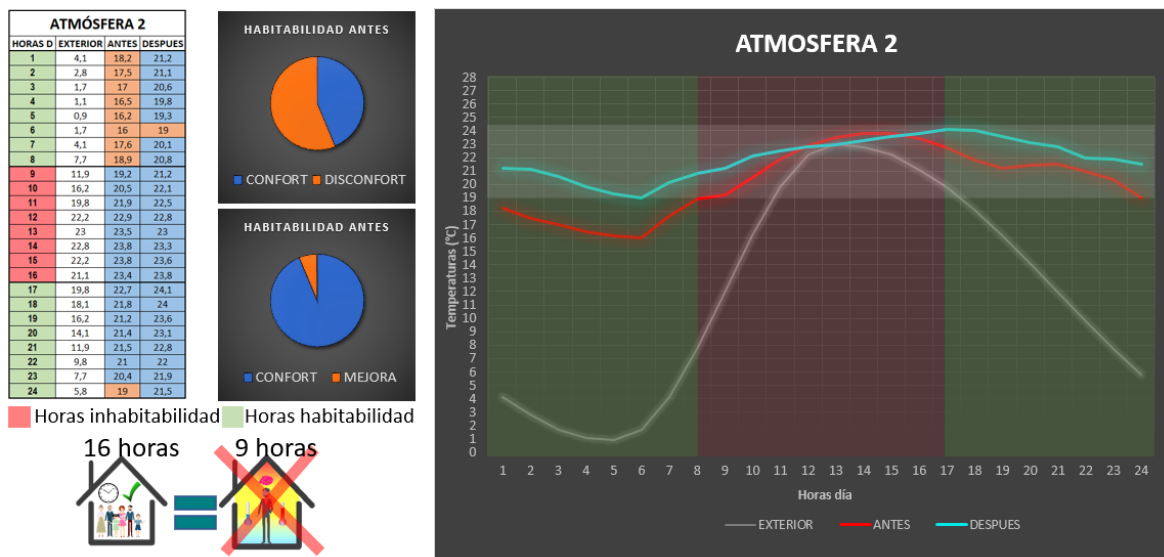 ATMÓSFERA 2
HORAS D EXTERIOR ANTES DESPUES
1 4,1 18,2 21,2
2 2,8 17,5 21,1
3 1,7 17 20,6
4 1,1 16,5 19,8
5 0,9 16,2 19,3
6 1,7 16 19
7 4,1 17,6 20,1
8 7,7 18,9 20,8
9 11,9 19,2 21,2
10 16,2 20,5 22,1
11 19,8 21,9 22,5
12 22,2 22,9 22,8
13 23 23,5 23
14 22,8 23,8 23,3
15 22,2 23,8 23,6
16 21,1 23,4 23,8
17 19,8 22,7 24,1
18 18,1 21,8 24
19 16,2 21,2 23,6
20 14,1 21,4 23,1
21 11,9 21,5 22,8
22 9,8 21 22
23 7,7 20,4 21,9
24 5,8 19 21,5
Horas inhabitabilidad Horas habitabilidad
16 horas 9 horas
HABITABILIDAD ANTES
CONFORT DISCONFORT
HABITABILIDAD ANTES
CONFORT MEJORA
ATMOSFERA 2
Temperaturas (°C)
28
27
26
25
24
23
22
21
20
19
18
17
16
15
14
13
12
11
10
9
8
7
6
5
4
3
2
1
0
1 2 3 4 5 6 7 8 9 10 11 12 13 14 15 16 17 18 19 20 21 22 23 24
Horas día
EXTERIOR ANTES DESPUES